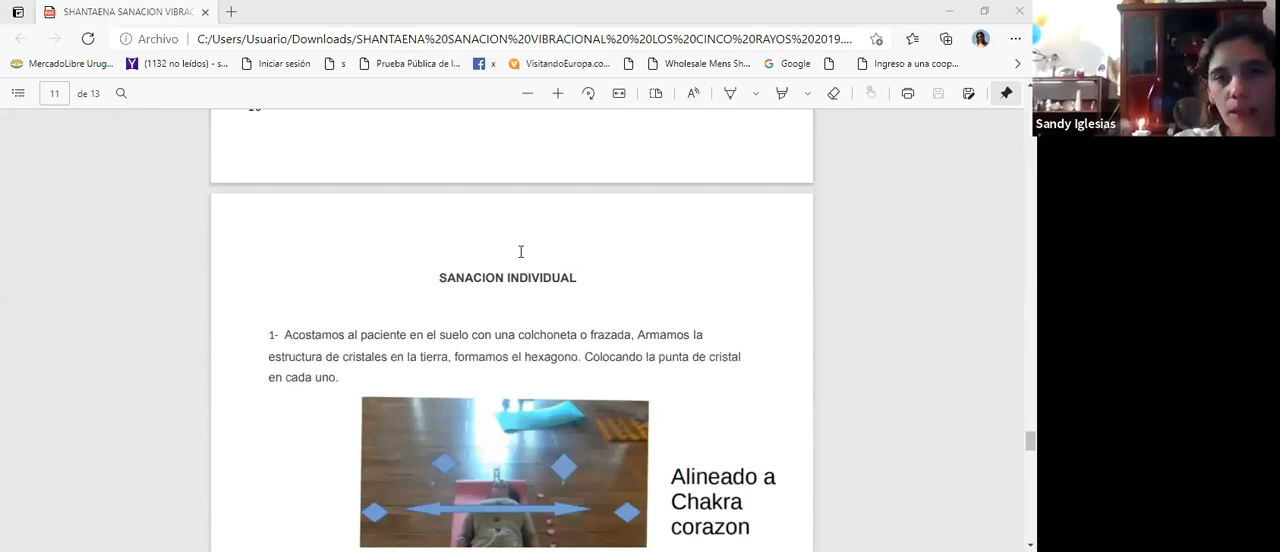 SHANTAENA SANACION VIBRAC
Archivo
C:/Users/Usuario/Downloads/SHANTAENA%20SANACION%20VIBRACIONAL%20%20LOS%20CINCO%20RAYOS%202019....
MercadoLibre Urug...
(1132 no leídos) - s...
Iniciar sesión
Prueba Pública de l...
x
VisitandoEuropa.co...
Wholesale Mens Sh...
Google
Ingreso a una coop...
11 de 13
Sandy Iglesias
SANACION INDIVIDUAL
1- Acostamos al paciente en el suelo con una colchoneta o frazada, Armamos la
estructura de cristales en la tierra, formamos el hexagono. Colocando la punta de cristal
en cada uno.
Alineado a
Chakra
corazon